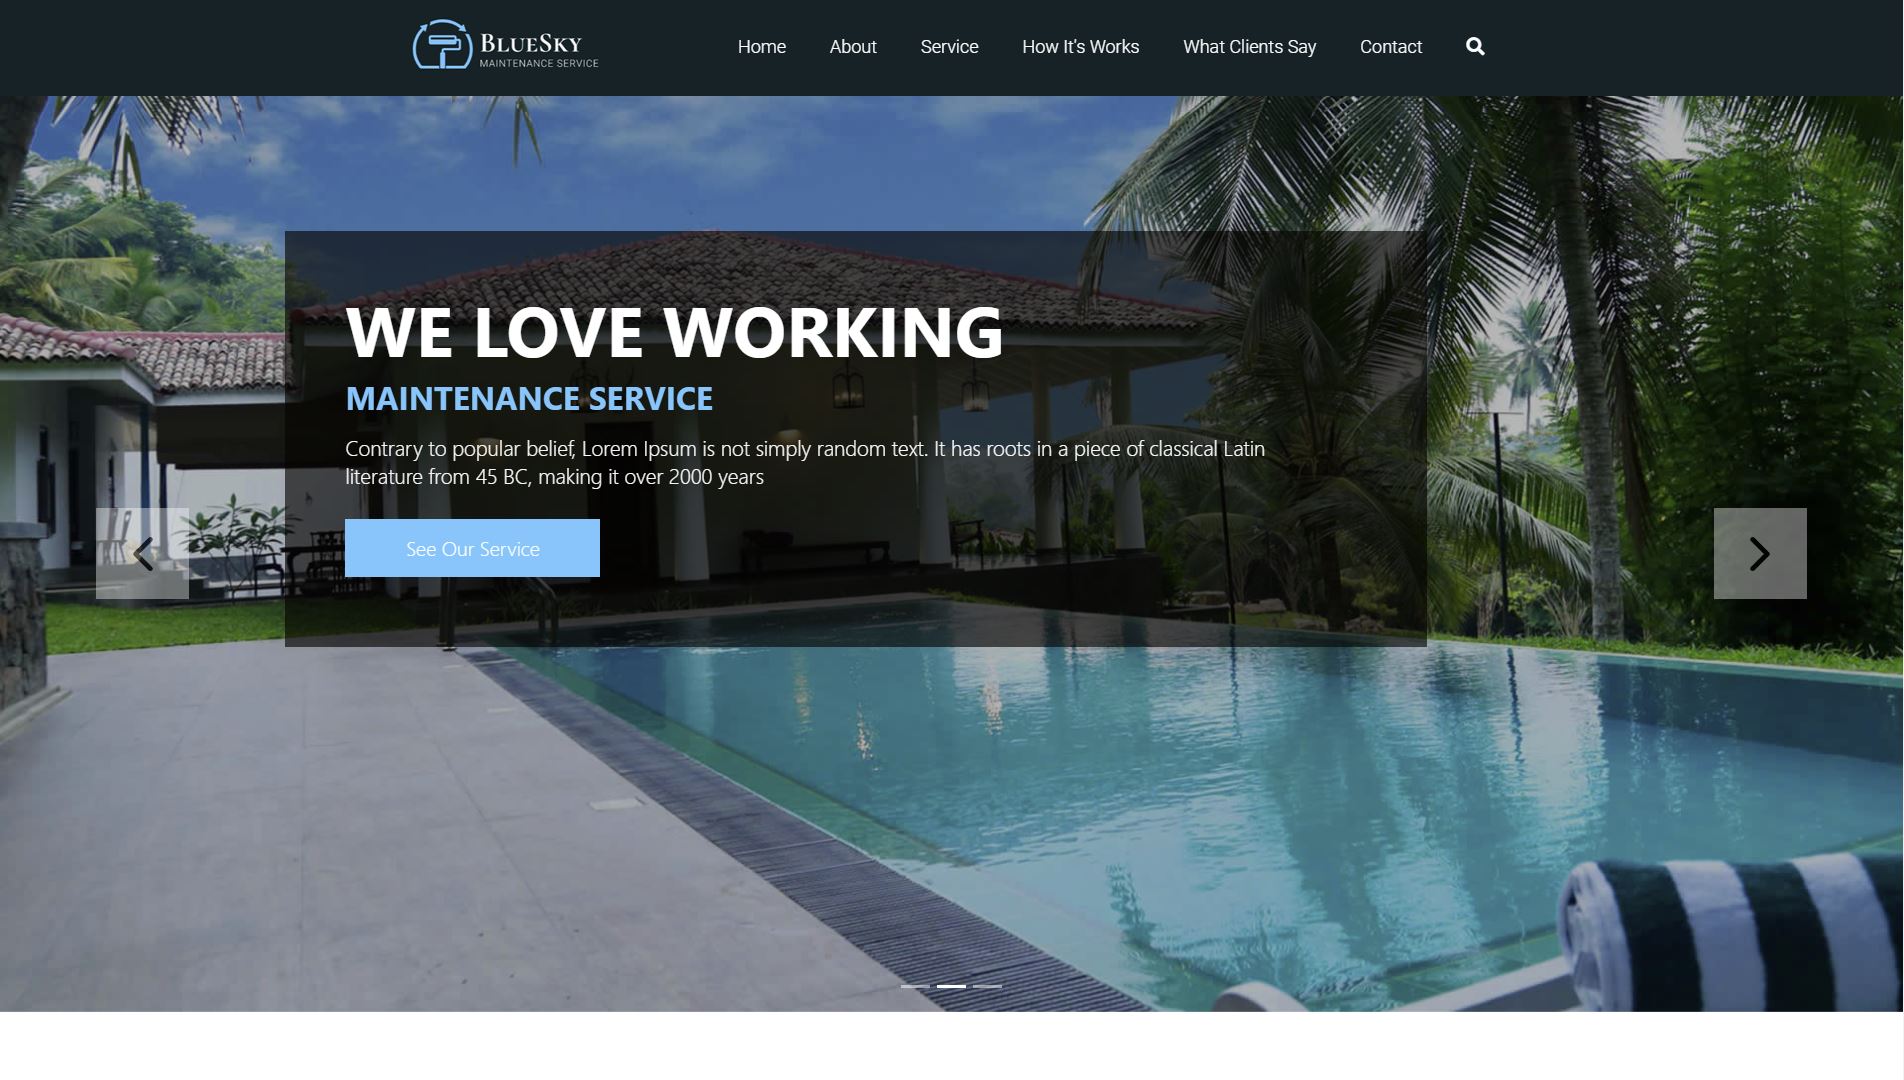 BLUESKY
MAINTENANCE SERVICE
Home
About
Service
How It's Works
What Clients Say
Contact
WE LOVE WORKING
MAINTENANCE SERVICE
Contrary to popular belief, Lorem Ipsum is not simply random text. It has roots in a piece of classical Latin
literature from 45 BC, making it over 2000 years
See Our Service